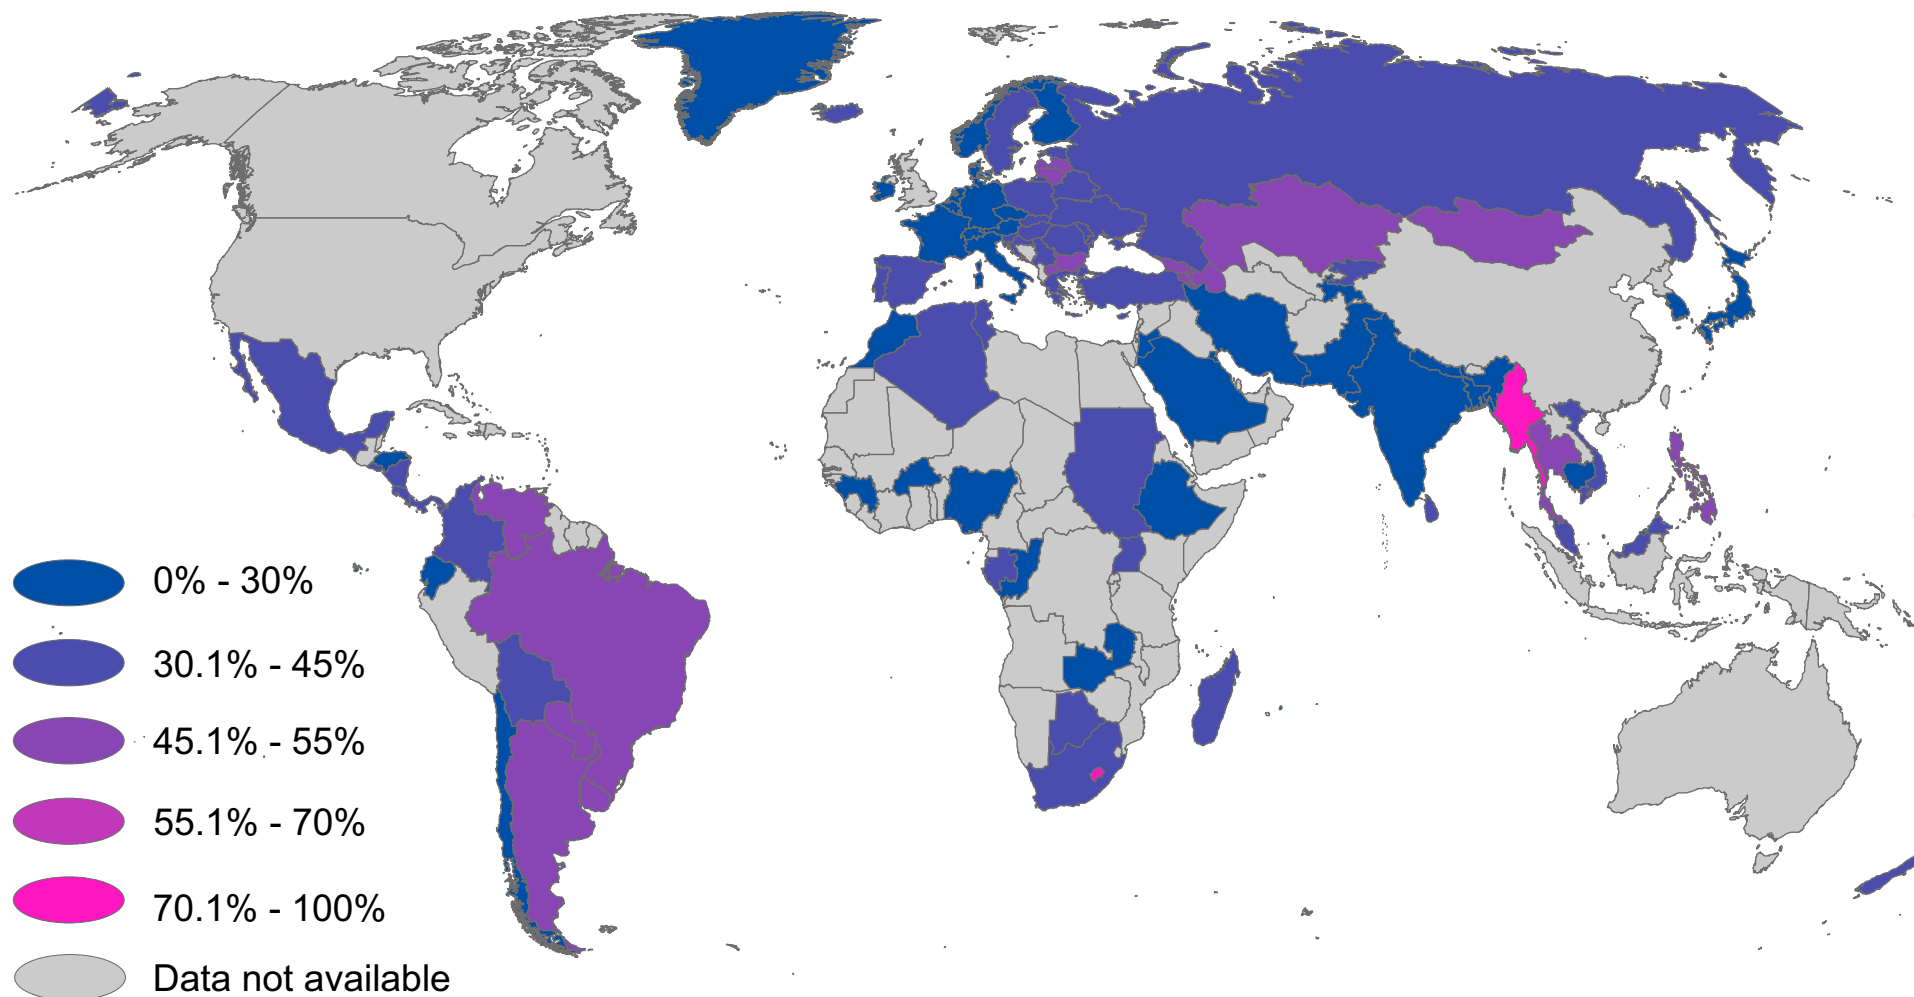 0% - 30%
30.1% - 45%
45.1% - 55%
55.1% - 70%
70.1% - 100%
Data not available